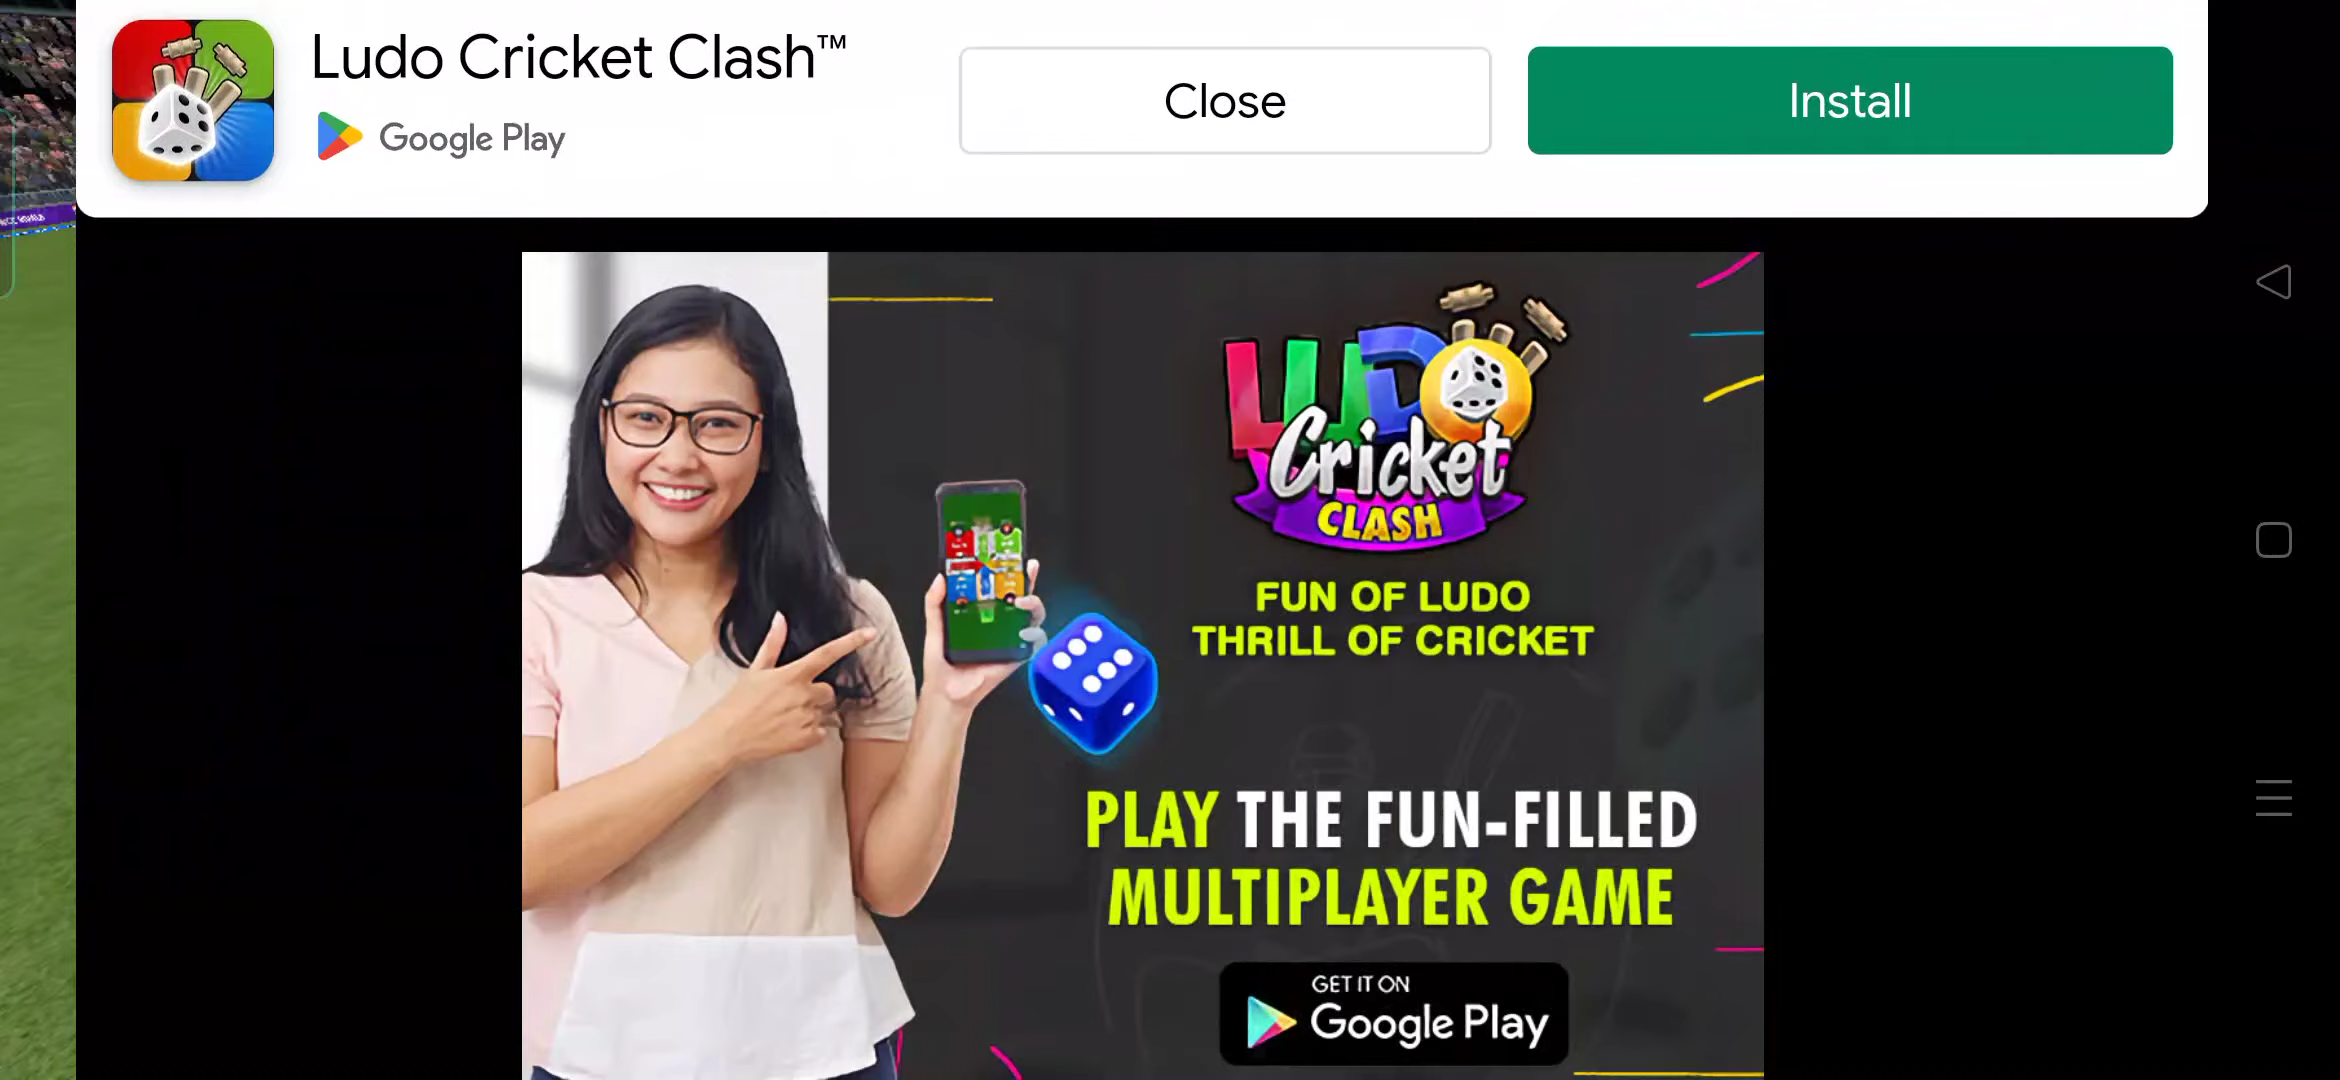 Ludo Cricket Clash™
Google Play
Close
Install
LUDO
Cricket
CLASH
FUN OF LUDO
THRILL OF CRICKET
PLAY THE FUN-FILLED
MULTIPLAYER GAME
GET IT ON
Google Play